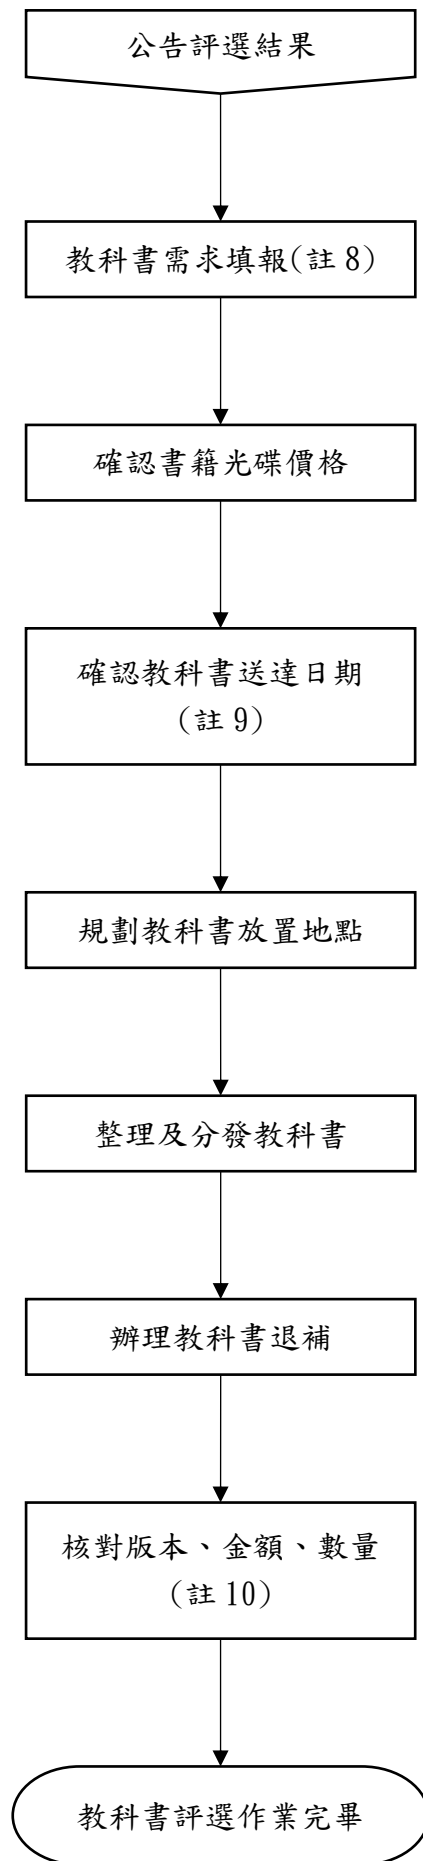 公告評選結果
教科書需求填報(註 8)
確認書籍光碟價格
確認教科書送達日期
(註 9)
規劃教科書放置地點
整理及分發教科書
辦理教科書退補
核對版本、金額、數量
(註 10)
教科書評選作業完畢